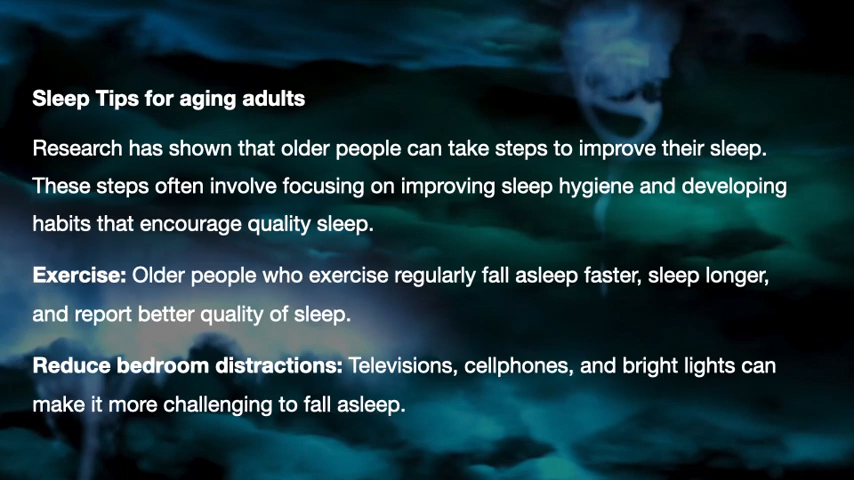 Sleep Tips for aging adults
Research has shown that older people can take steps to improve their sleep.
These steps often involve focusing on improving sleep hygiene and developing
habits that encourage quality sleep.
Exercise: Older people who exercise regularly fall asleep faster, sleep longer,
and report better quality of sleep.
Reduce bedroom distractions: Televisions, cellphones, and bright lights can
make it more challenging to fall asleep.